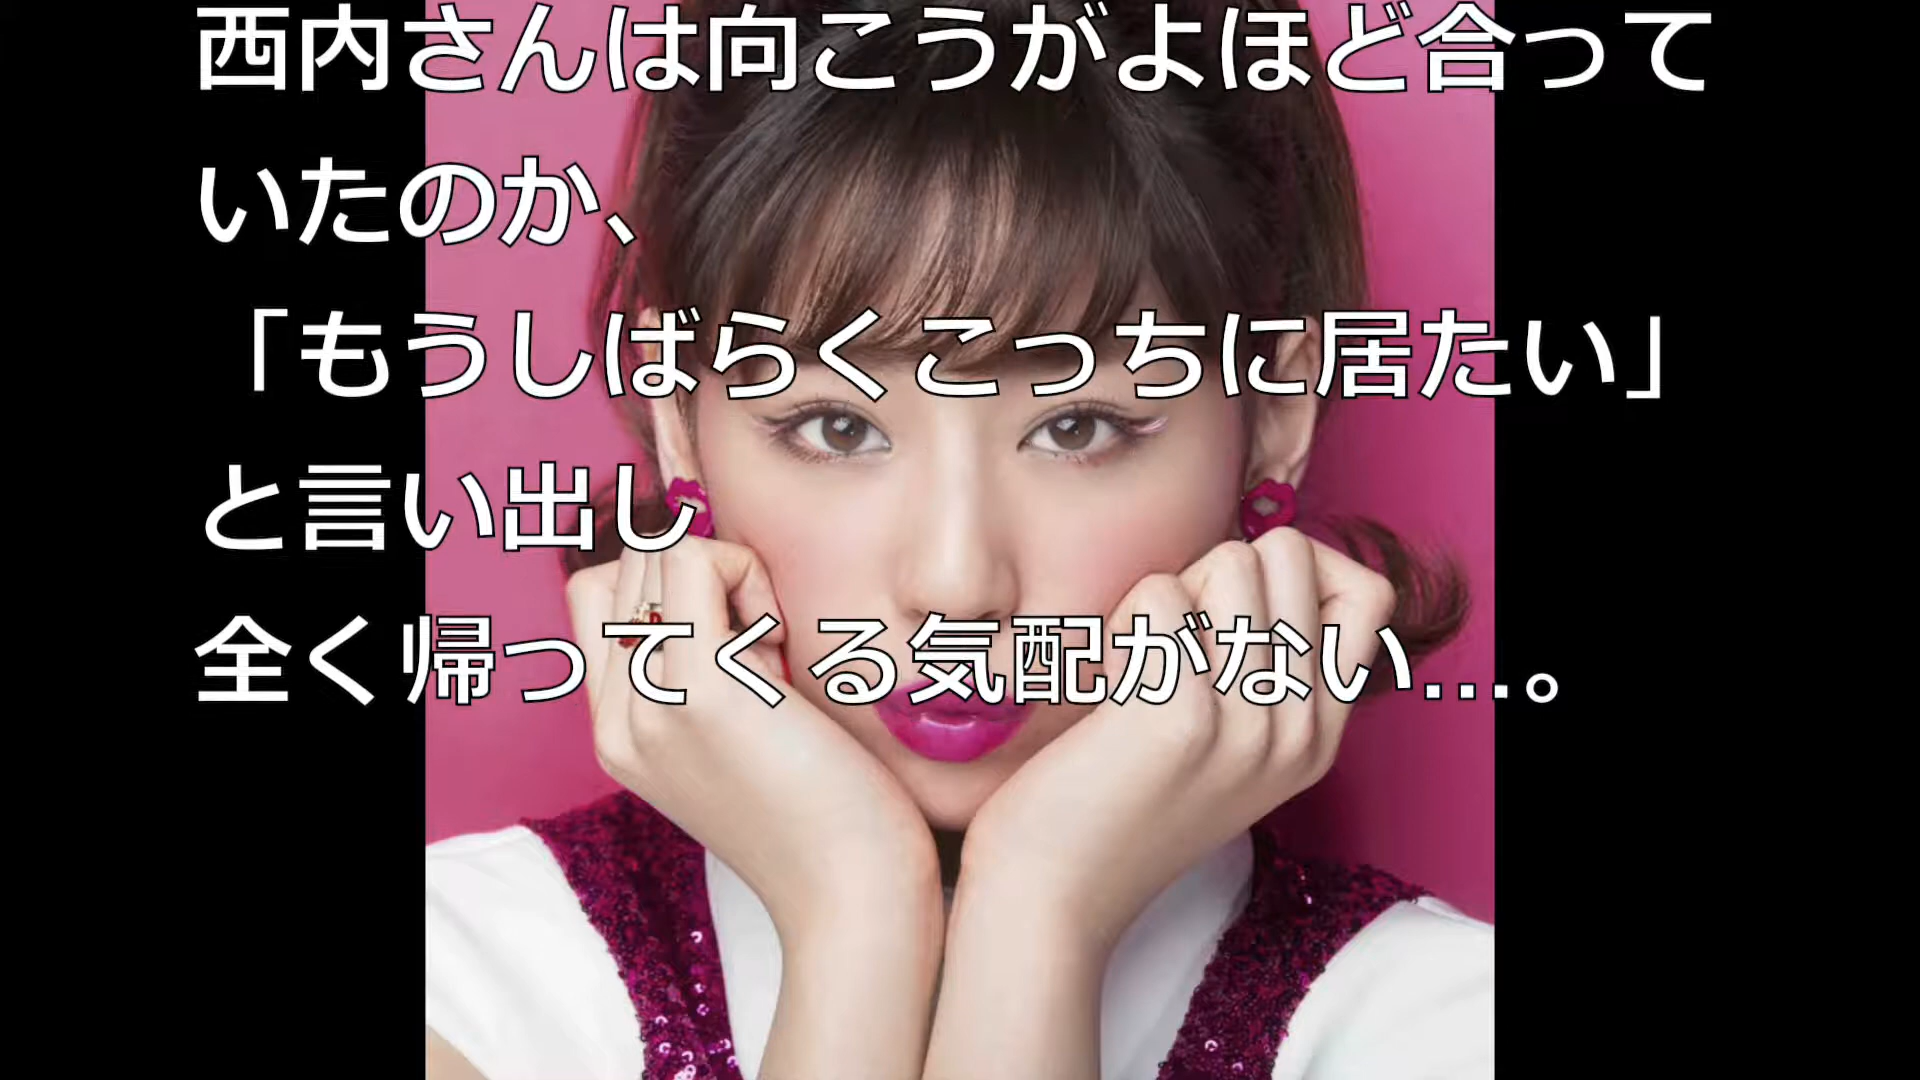 西内さんは向こうがよほど合って
いたのか、
「もうしばらくこっちに居たい」
と言い出し
全く帰ってくる気配がない…。